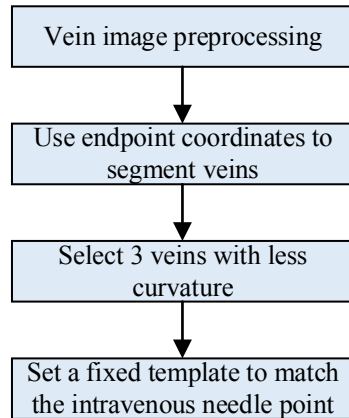 Vein image preprocessing
Use endpoint coordinates to
segment veins
Select 3 veins with less
curvature
Set a fixed template to match
the intravenous needle point